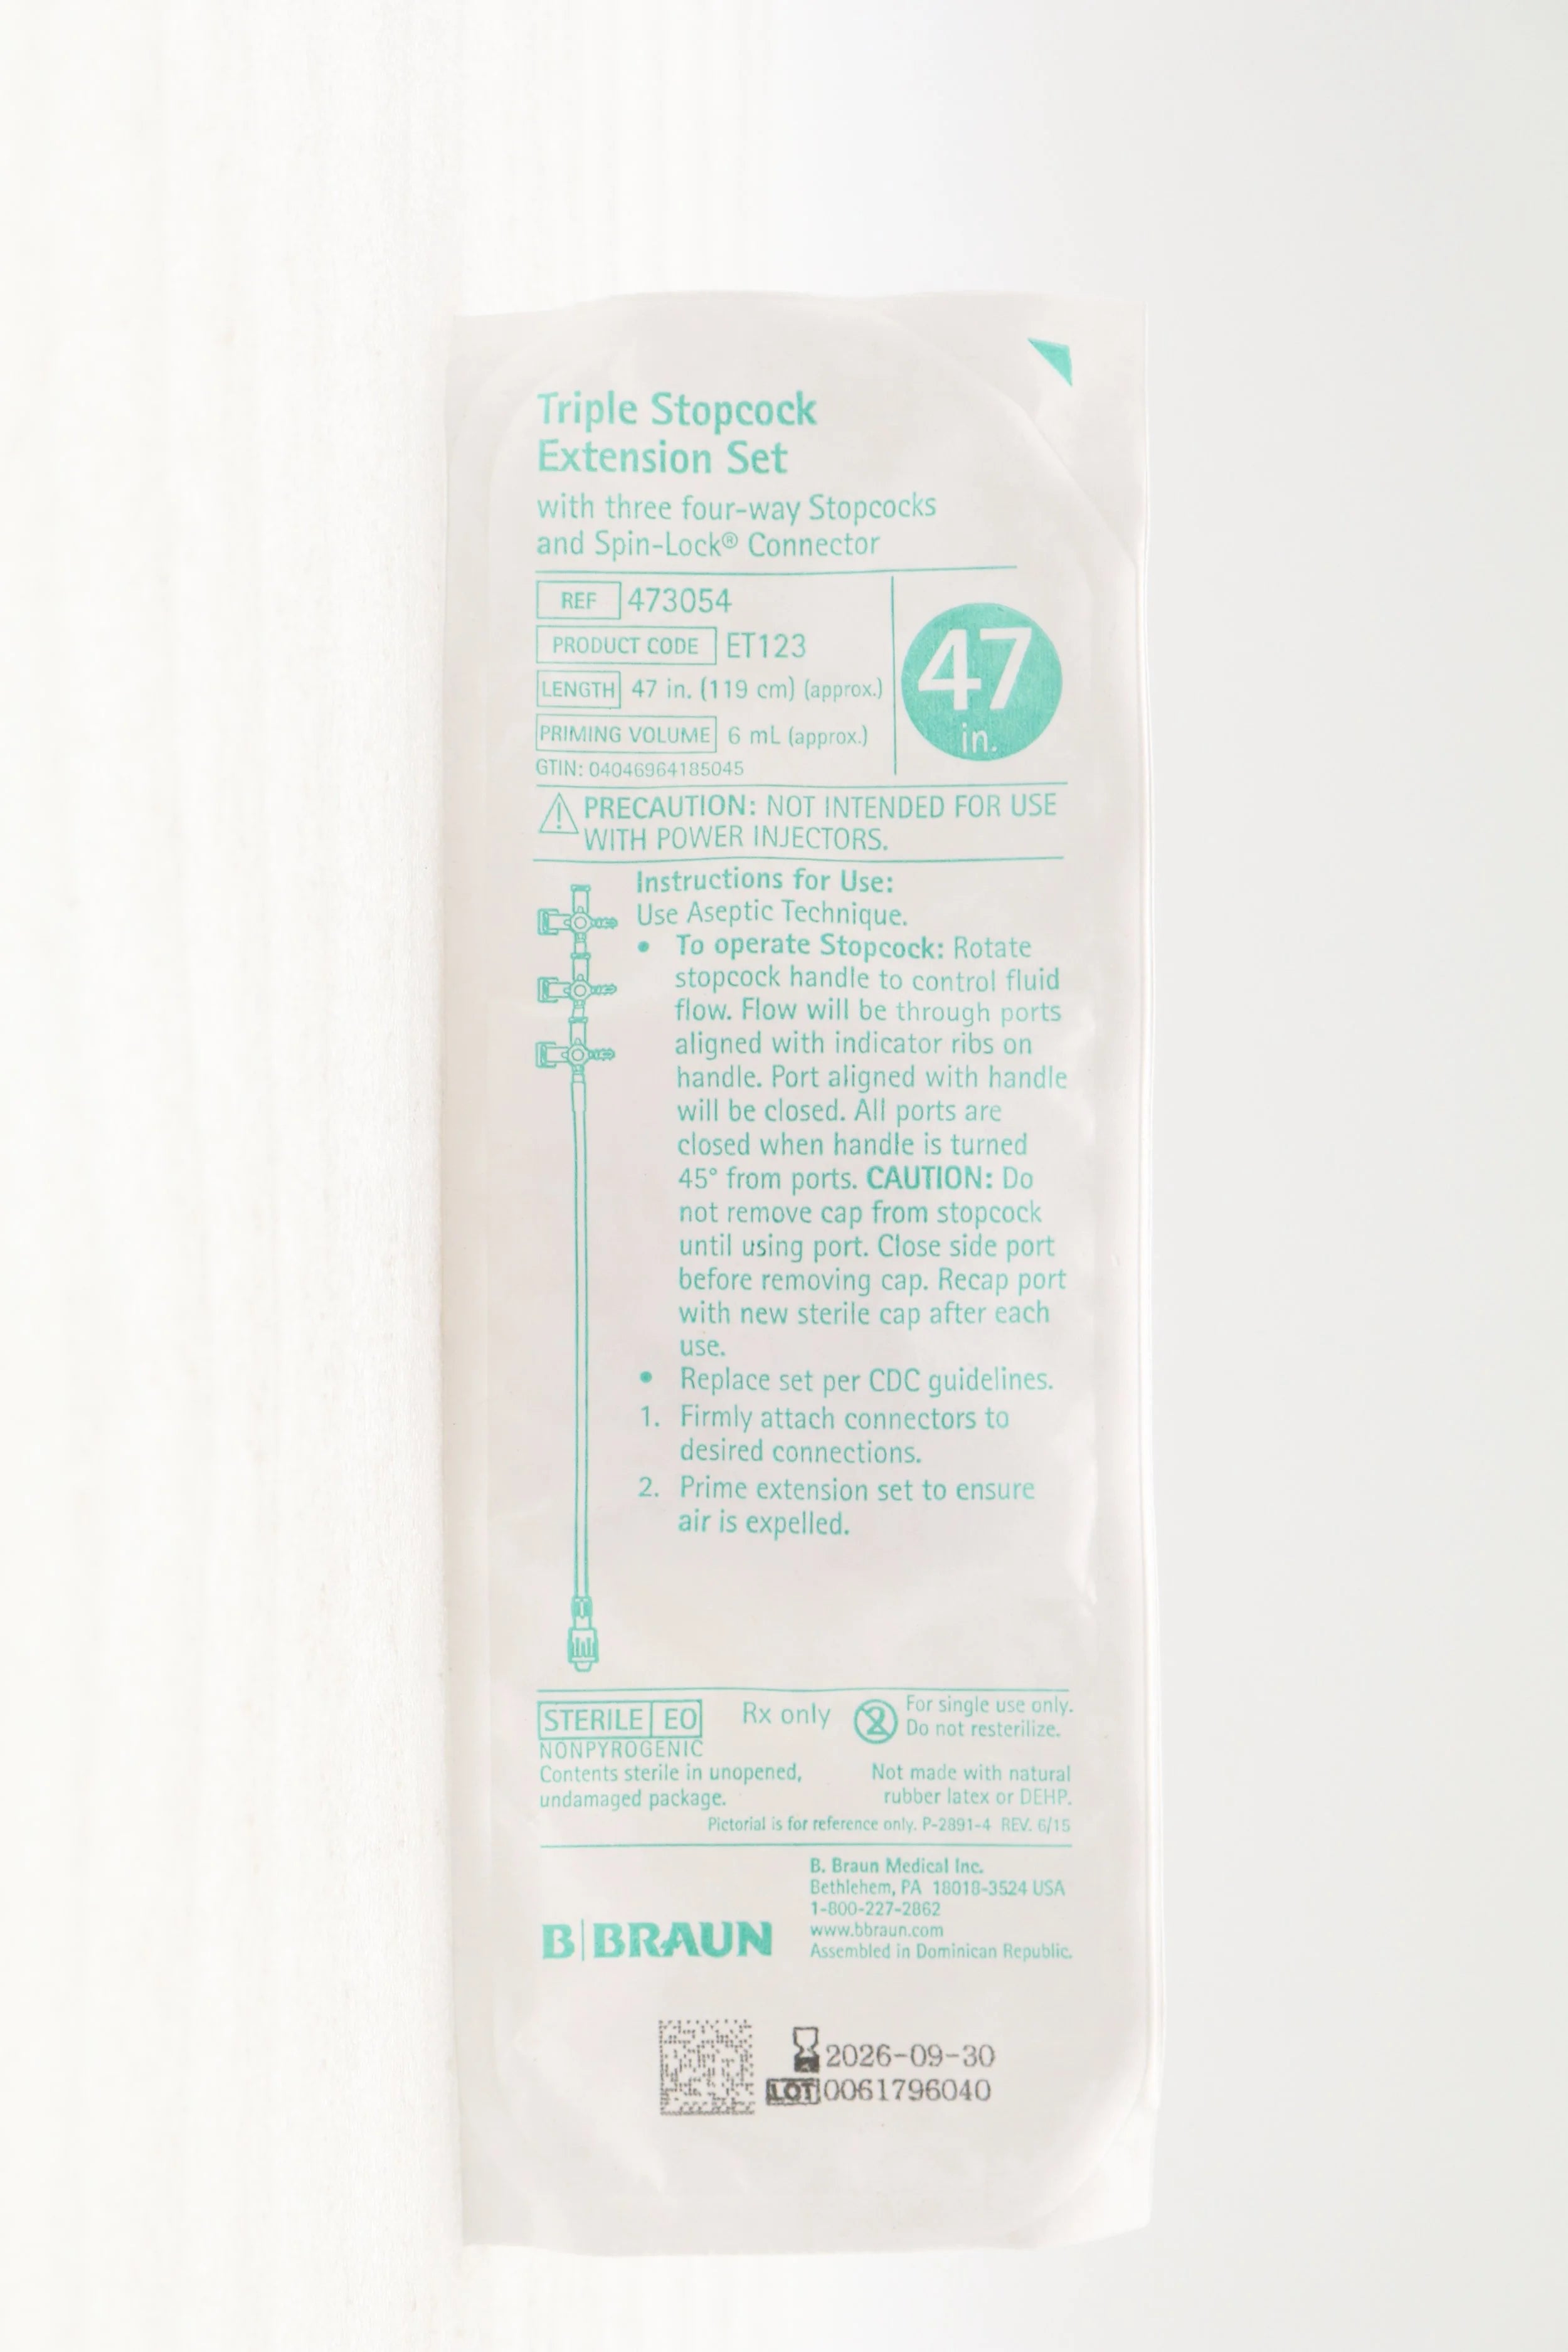 Triple Stopcock
Extension Set
with three four-way Stopcocks
and Spin-Lock® Connector
REF 473054
PRODUCT CODE ET123
LENGTH 47 in. (119 cm) (approx.)
PRIMING VOLUME 6 mL (approx.)
GTIN: 04046964185045
47
in.
PRECAUTION: NOT INTENDED FOR USE
WITH POWER INJECTORS.
Instructions for Use:
Use Aseptic Technique.
• To operate Stopcock: Rotate
stopcock handle to control fluid
flow. Flow will be through ports
aligned with indicator ribs on
handle. Port aligned with handle
will be closed. All ports are
closed when handle is turned
45° from ports. CAUTION: Do
not remove cap from stopcock
until using port. Close side port
before removing cap. Recap port
with new sterile cap after each
use.
• Replace set per CDC guidelines.
1. Firmly attach connectors to
desired connections.
2. Prime extension set to ensure
air is expelled.
STERILE EO
NONPYROGENIC
Contents sterile in unopened,
undamaged package.
Rx only
2
For single use only.
Do not resterilize.
Not made with natural
rubber latex or DEHP.
Pictorial is for reference only. P-2891-4 REV. 6/15
B|BRAUN
B. Braun Medical Inc.
Bethlehem, PA 18018-3524 USA
1-800-227-2862
www.bbraun.com
Assembled in Dominican Republic.
2026-09-30
LOT 0061796040